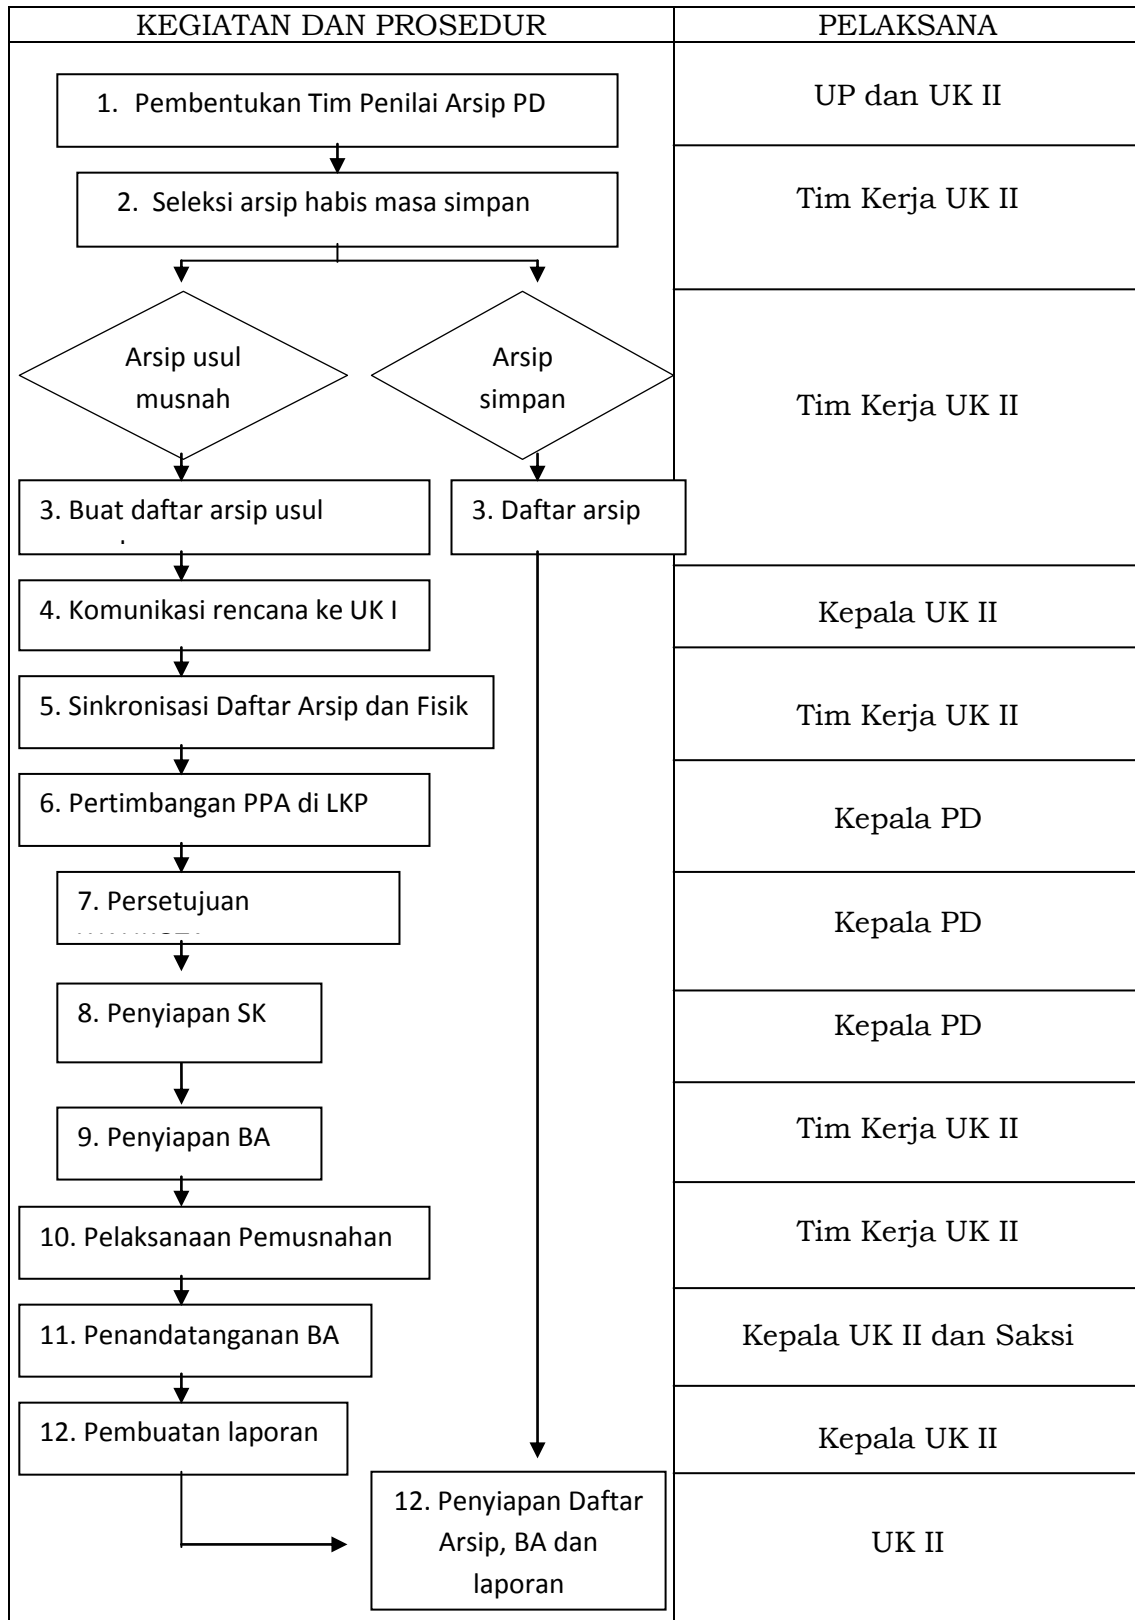 KEGIATAN DAN PROSEDUR
PELAKSANA
1. Pembentukan Tim Penilai Arsip PD
UP dan UK II
2. Seleksi arsip habis masa simpan
Tim Kerja UK II
Arsip usul
musnah
Arsip
simpan
Tim Kerja UK II
3. Buat daftar arsip usul
3. Daftar arsip
4. Komunikasi rencana ke UK I
Kepala UK II
5. Sinkronisasi Daftar Arsip dan Fisik
Tim Kerja UK II
6. Pertimbangan PPA di LKP
Kepala PD
7. Persetujuan
Kepala PD
8. Penyiapan SK
Kepala PD
9. Penyiapan BA
Tim Kerja UK II
10. Pelaksanaan Pemusnahan
Tim Kerja UK II
11. Penandatanganan BA
Kepala UK II dan Saksi
12. Pembuatan laporan
Kepala UK II
12. Penyiapan Daftar
Arsip, BA dan
laporan
UK II